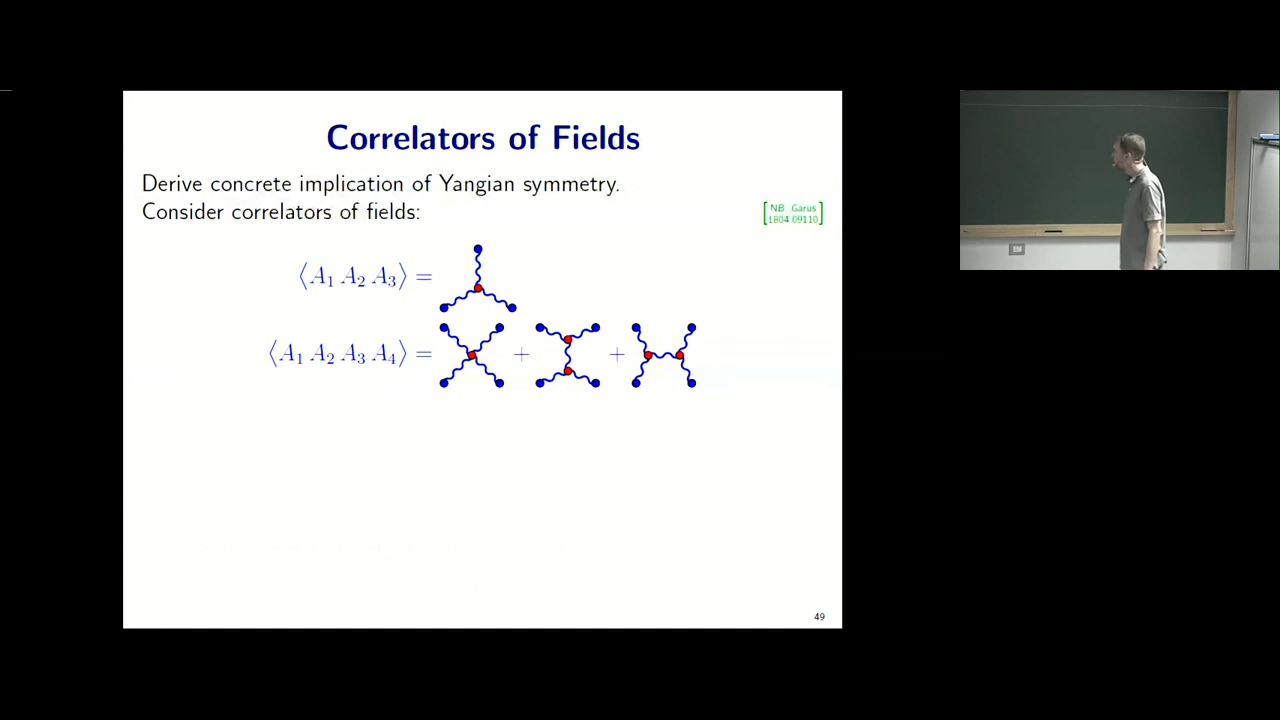 Correlators of Fields
Derive concrete implication of Yangian symmetry.
Consider correlators of fields:
[NB, Garus
1804.09110]
⟨A₁ A₂ A₃⟩ =
⟨A₁ A₂ A₃ A₄⟩ = + +
49